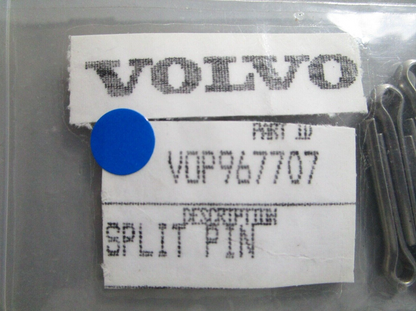 VOLVO
PART ID
VOP967707
DESCRIPTION
SPLIT PIN